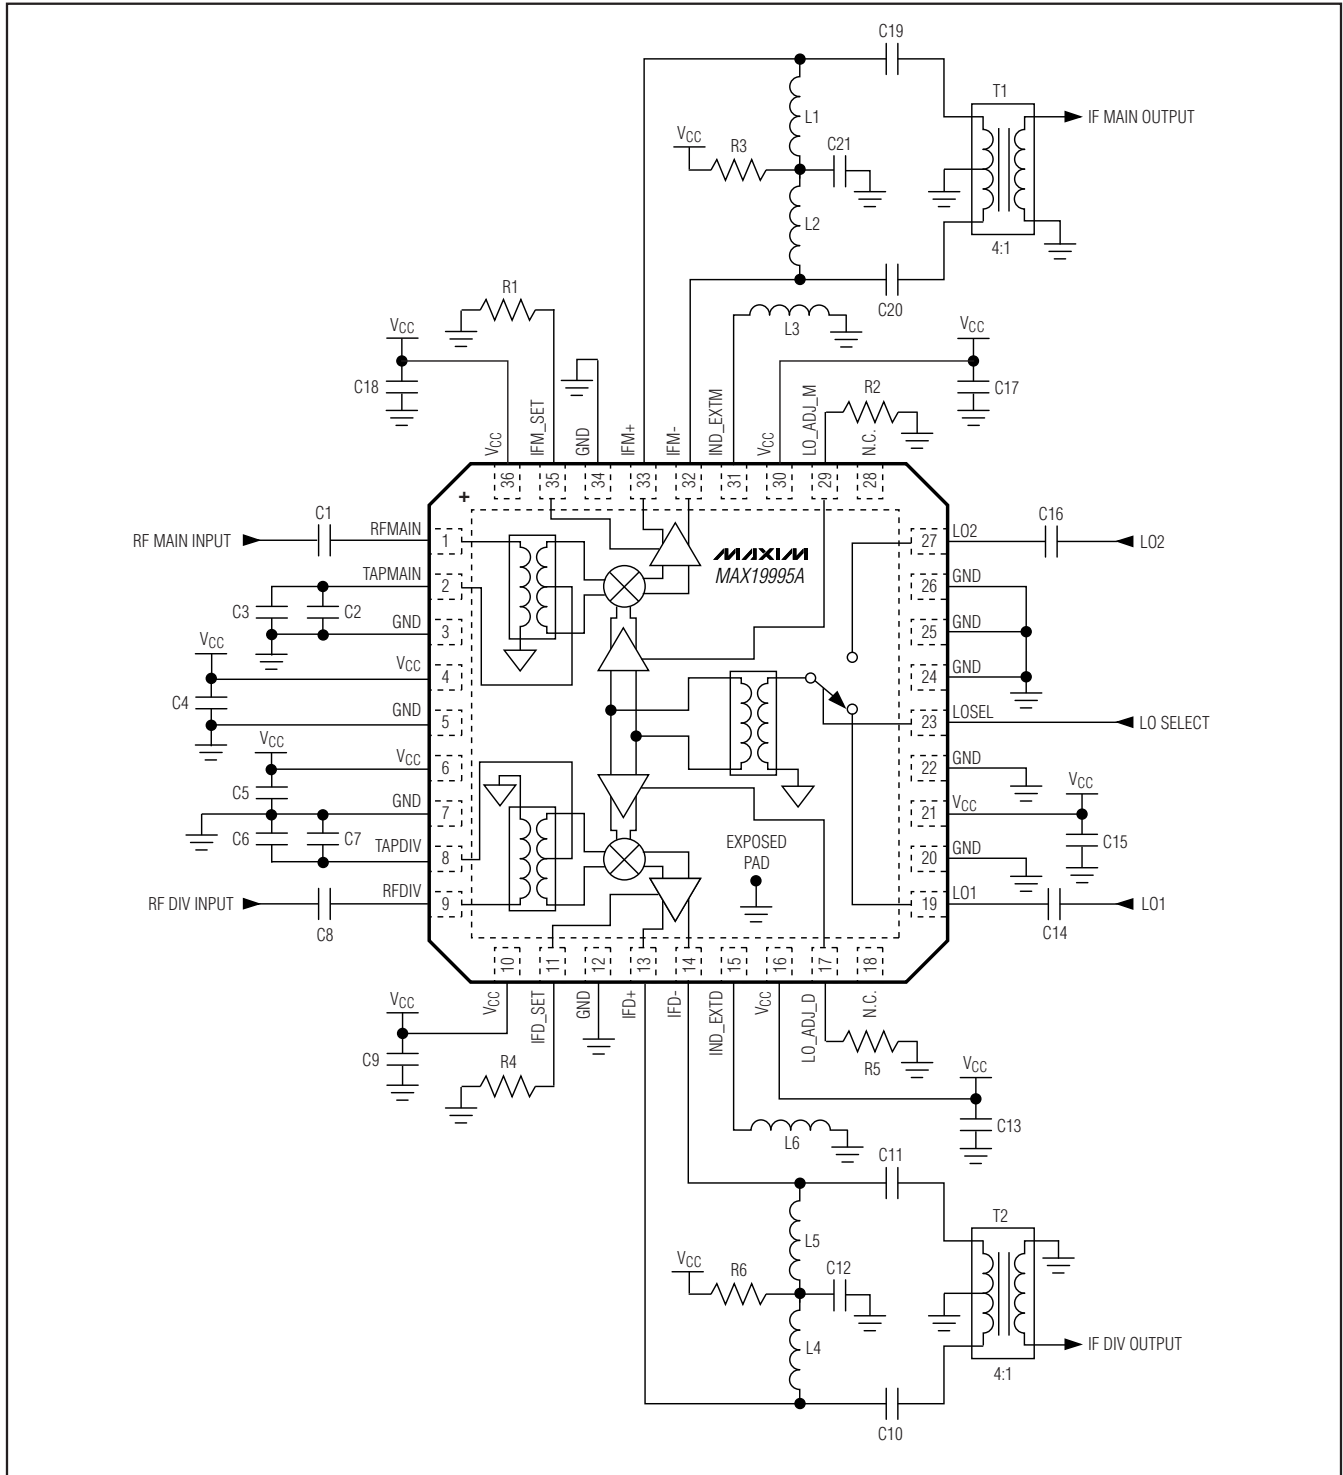 C19
T1
IF MAIN OUTPUT
L1
VCC
R3
C21
L2
4:1
C20
R1
L3
VCC
VCC
C18
C17
R2
VCC
IFM_SET
GND
IFM+
IFM-
IND_EXTM
VCC
LO_ADJ_M
N.C.
36
35
34
33
32
31
30
29
28
+
RF MAIN INPUT
C1
RFMAIN
1
MAXIM
MAX19995A
27
LO2
C16
LO2
TAPMAIN
2
26
GND
C3
C2
GND
3
25
GND
VCC
VCC
4
24
GND
C4
GND
5
23
LOSEL
LO SELECT
VCC
VCC
6
22
GND
C5
GND
7
21
VCC
VCC
C6
C7
TAPDIV
8
EXPOSED
PAD
20
GND
C15
RF DIV INPUT
C8
RFDIV
9
19
LO1
C14
LO1
10
11
12
13
14
15
16
17
18
VCC
IFD_SET
GND
IFD+
IFD-
IND_EXTD
VCC
LO_ADJ_D
N.C.
VCC
C9
R4
R5
VCC
C13
L6
C11
T2
L5
VCC
R6
C12
L4
IF DIV OUTPUT
4:1
C10